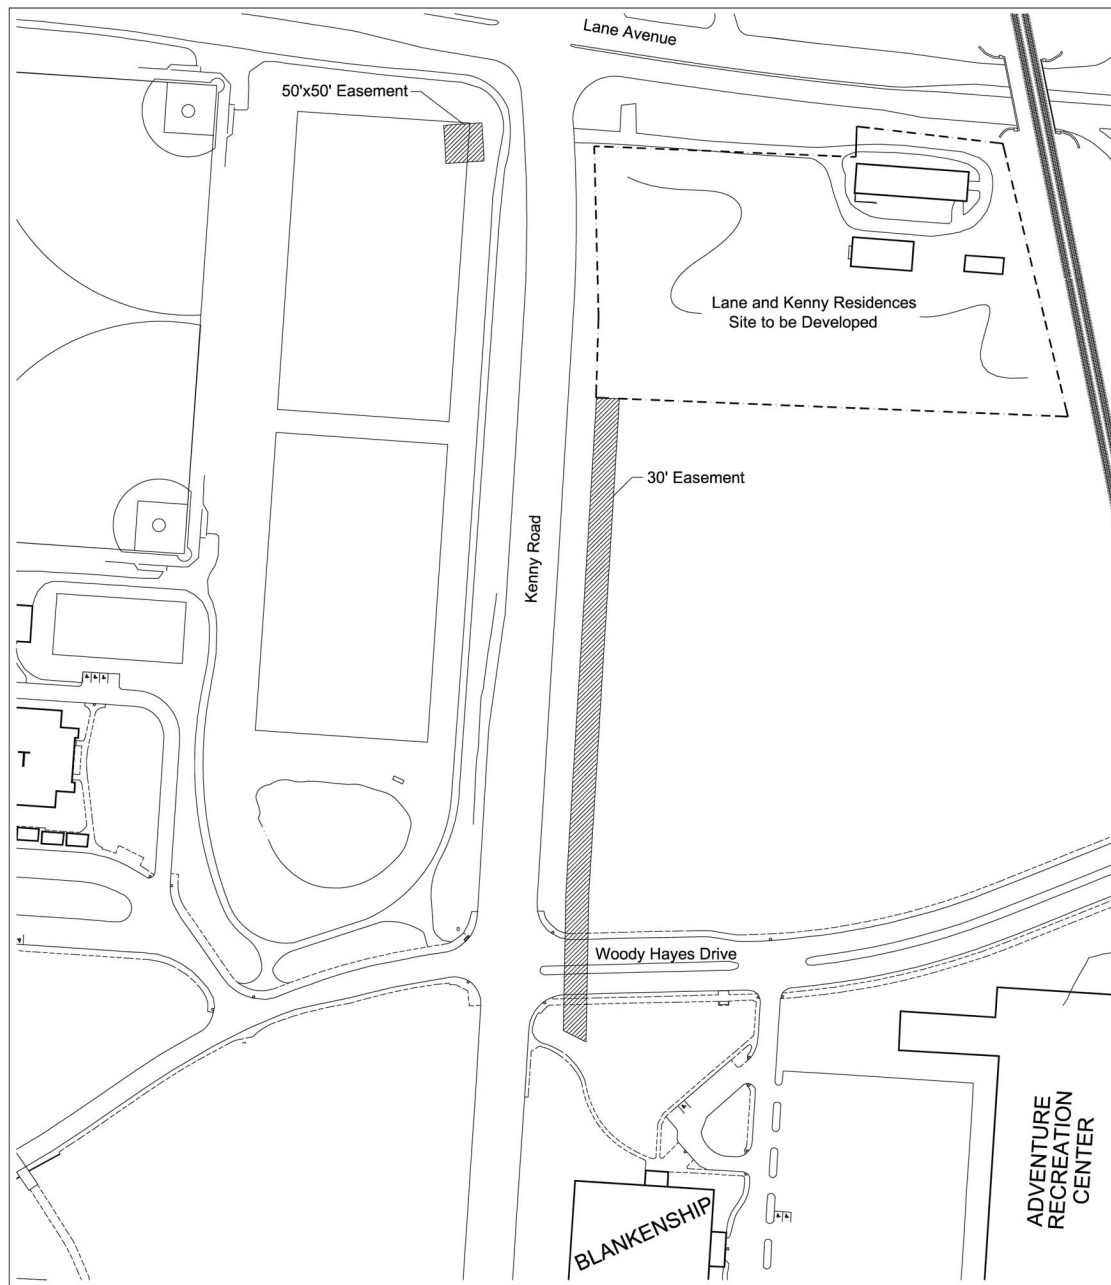 Lane Avenue
50'x50' Easement
Lane and Kenny Residences
Site to be Developed
30' Easement
Kenny Road
T
Woody Hayes Drive
ADVENTURE
RECREATION
CENTER
BLANKENSHIP